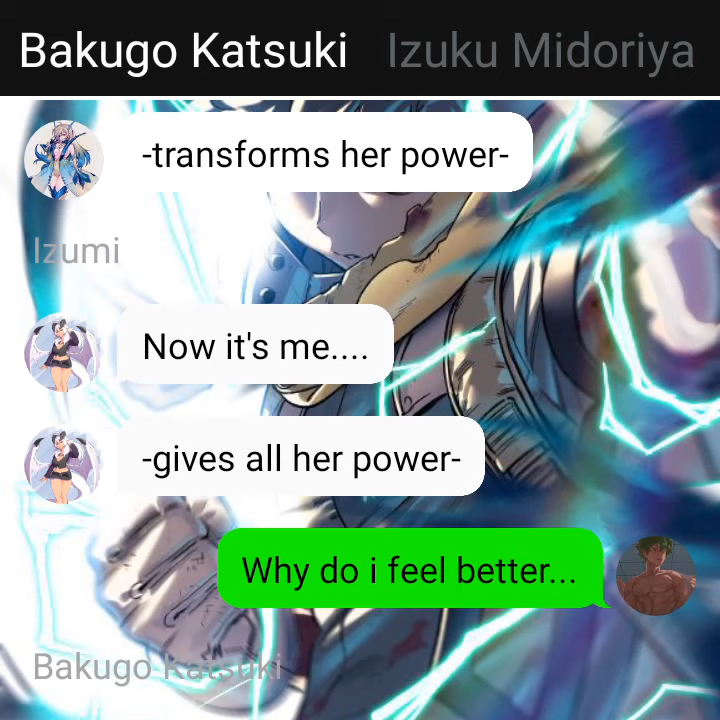 Bakugo Katsuki Izuku Midoriya
-transforms her power-
Izumi
Now it's me....
-gives all her power-
Why do i feel better...
Bakugo Katsuki